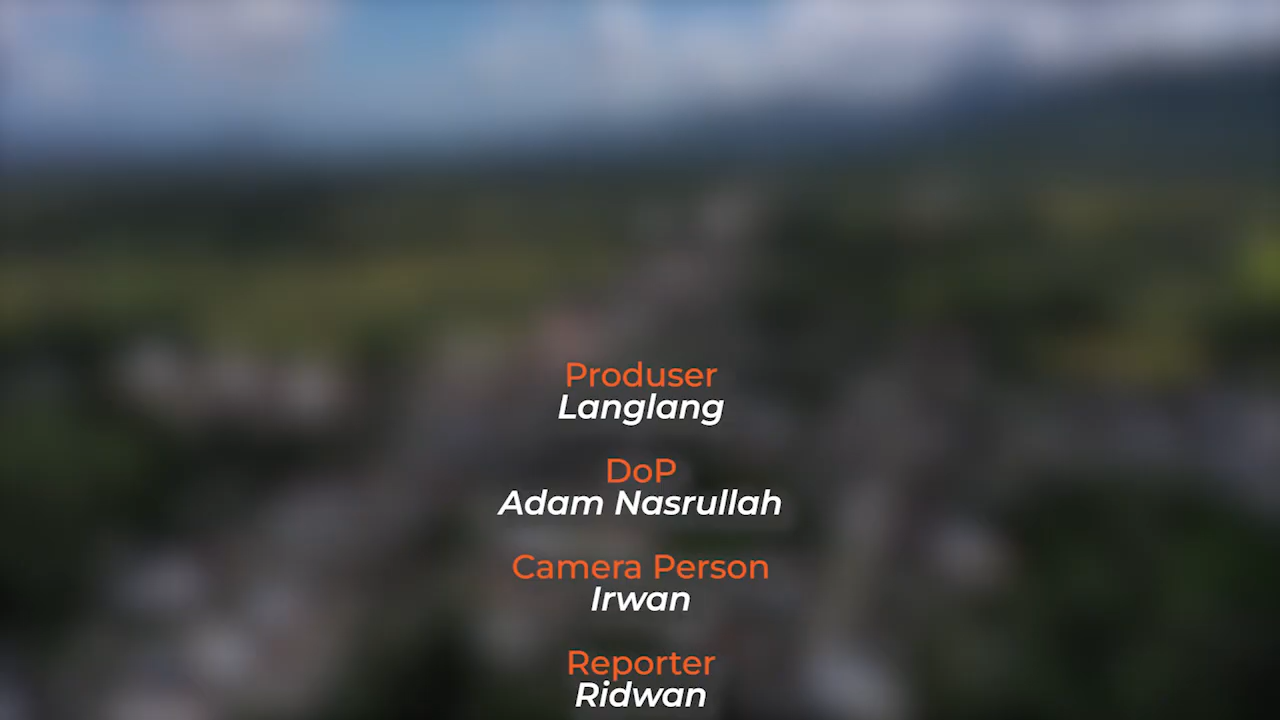 Produser
Langlang
DoP
Adam Nasrullah
Camera Person
Irwan
Reporter
Ridwan